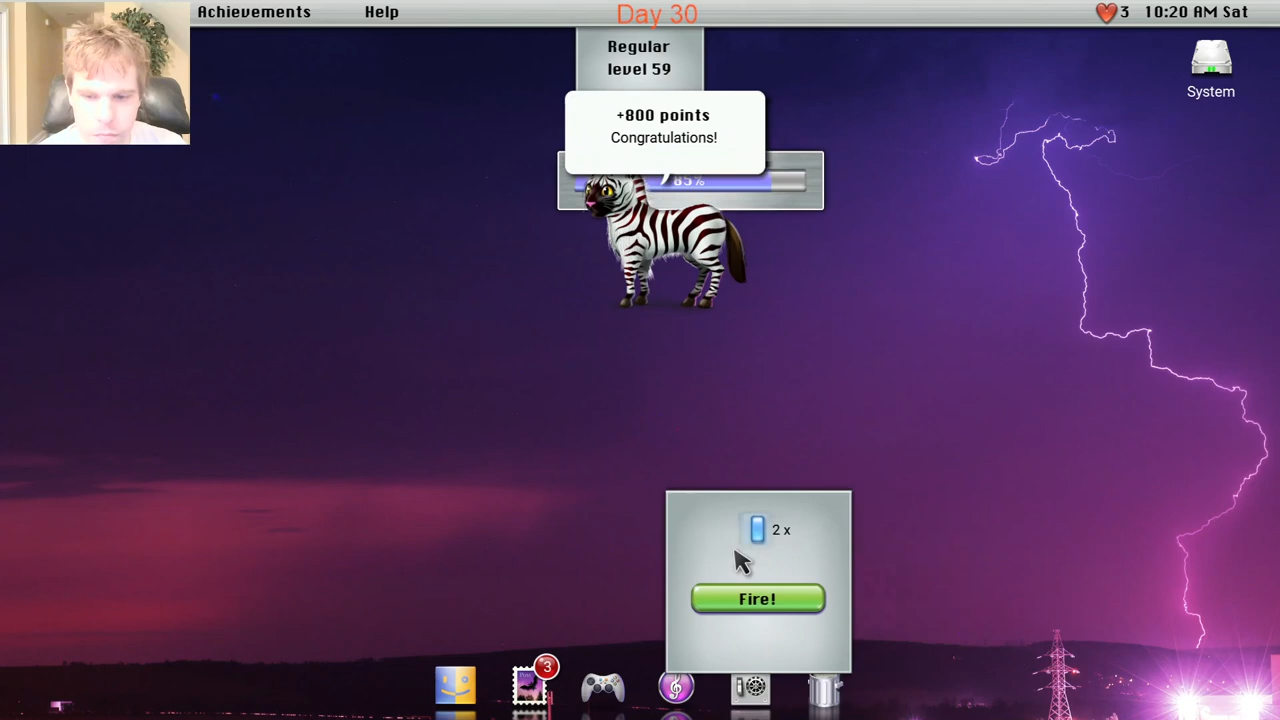 Achievements Help Day 30 3 10:20 AM Sat
Regular
level 59
System
+800 points
Congratulations!
85%
2 x
Fire!
3